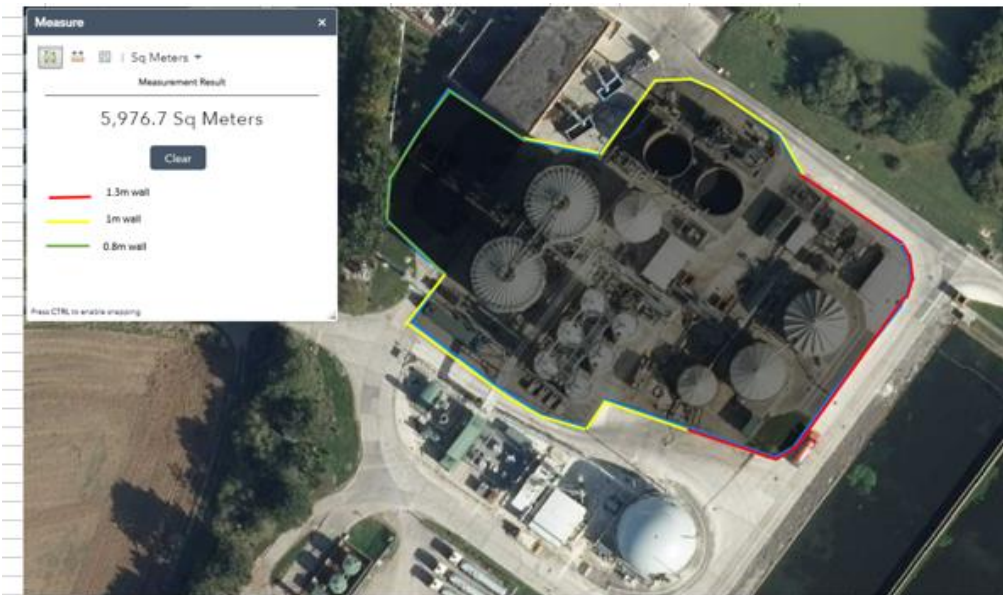 Measure ×
Sq Meters
Measurement Result
5,976.7 Sq Meters
Clear
1.3m wall
1m wall
0.8m wall
Press CTRL to enable snapping